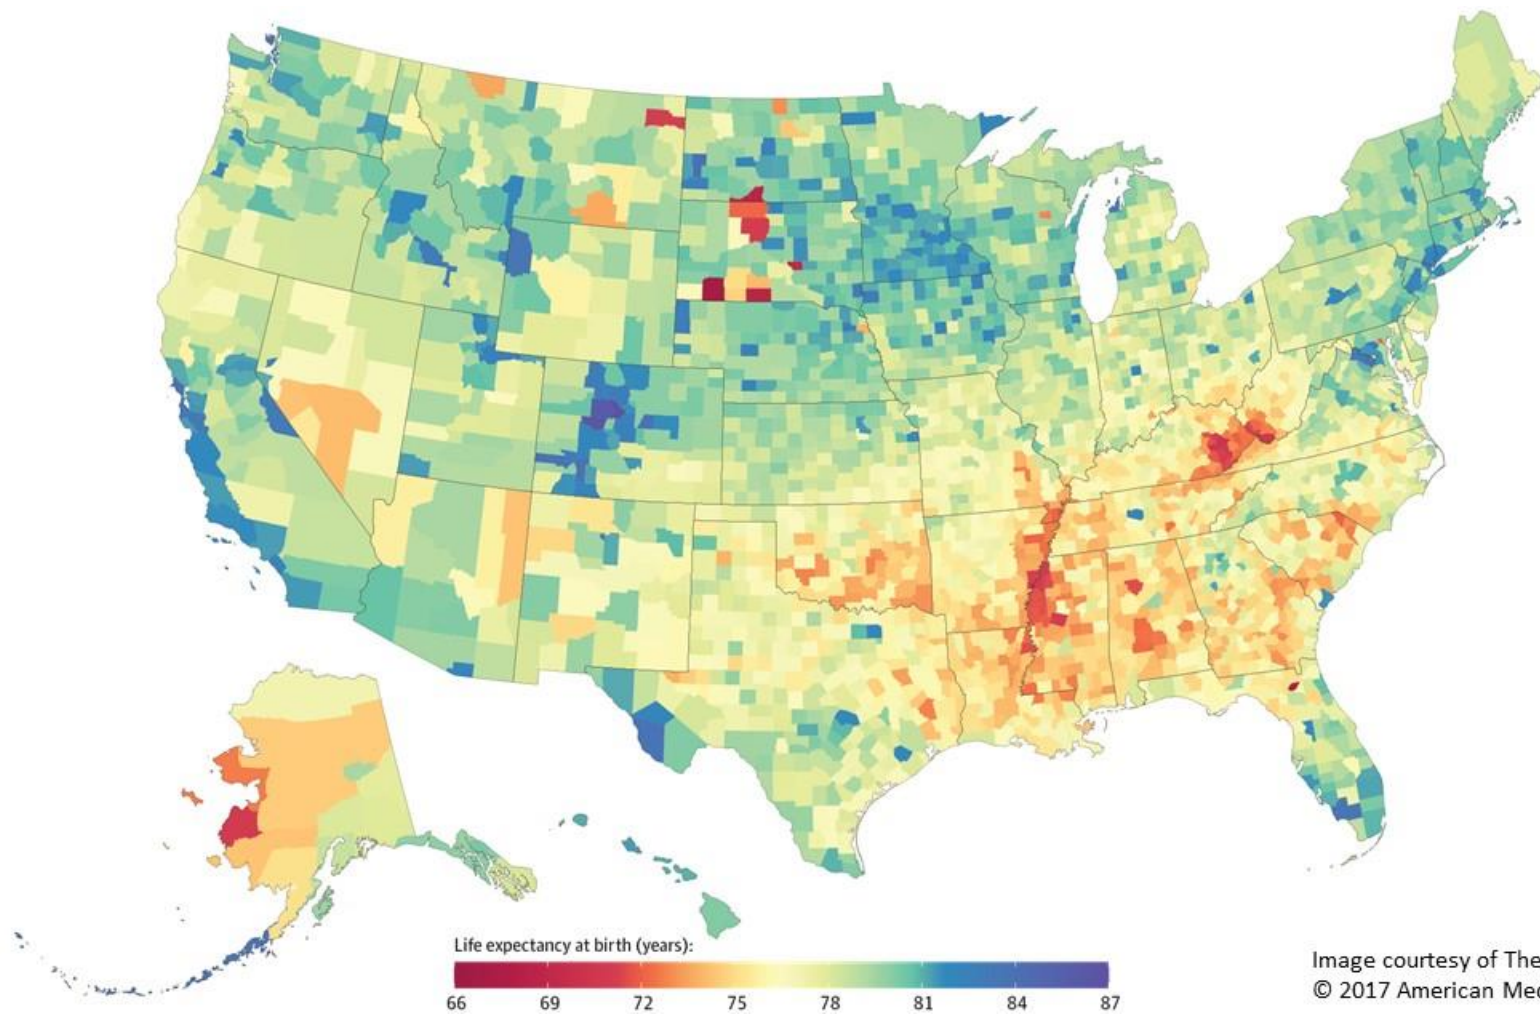 Life expectancy at birth (years):
66 69 72 75 78 81 84 87
Image courtesy of The
© 2017 American Med